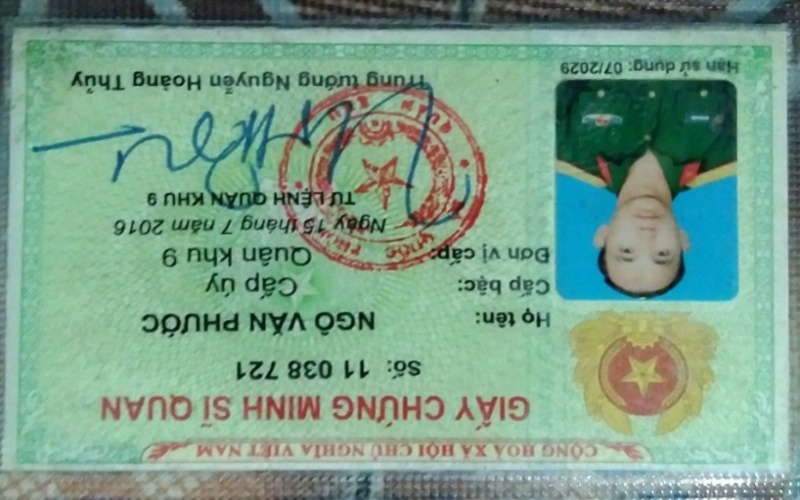 CỘNG HOÀ XÃ HỘI CHỦ NGHĨA VIỆT NAM
GIẤY CHỨNG MINH SĨ QUAN
Số: 11 038 721
Họ tên: NGÔ VĂN PHƯỚC
Cấp bậc: Cấp úy
Đơn vị cấp: Quân khu 9
Ngày 15 tháng 7 năm 2016
TƯ LỆNH QUÂN KHU 9
Trung tướng Nguyễn Hoàng Thủy
Hạn sử dụng: 07/2029